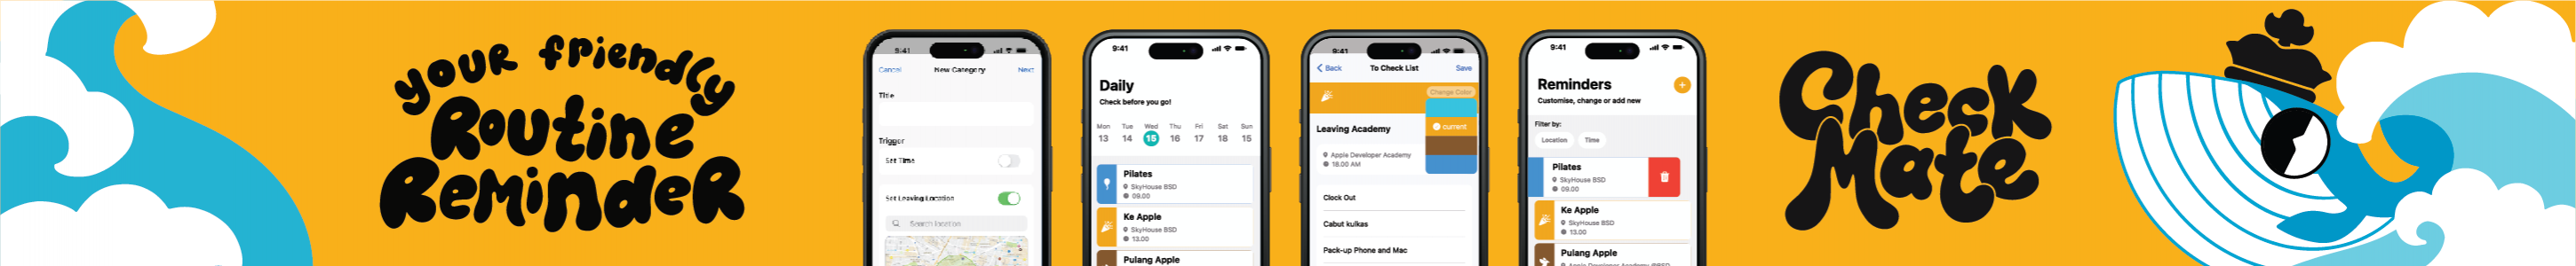 your friendly
Routine
Reminder
9:41
Cancel New Category Next
Title
Trigger
Set Time
Set Leaving Location
Search location
9:41
Daily
Check before you go!
Mon Tue Wed Thu Fri Sat Sun
13 14 15 16 17 18 15
Pilates
SkyHouse BSD
09.00
Ke Apple
SkyHouse BSD
13.00
Pulang Apple
9:41
Back To Check List Save
Change Color
current
Leaving Academy
Apple Developer Academy
18.00 AM
Clock Out
Cabut kulkas
Pack-up Phone and Mac
9:41
Reminders
Customise, change or add new
Filter by:
Location Time
Pilates
SkyHouse BSD
09.00
Ke Apple
SkyHouse BSD
13.00
Pulang Apple
Apple Developer Academy @BSD
Check
Mate